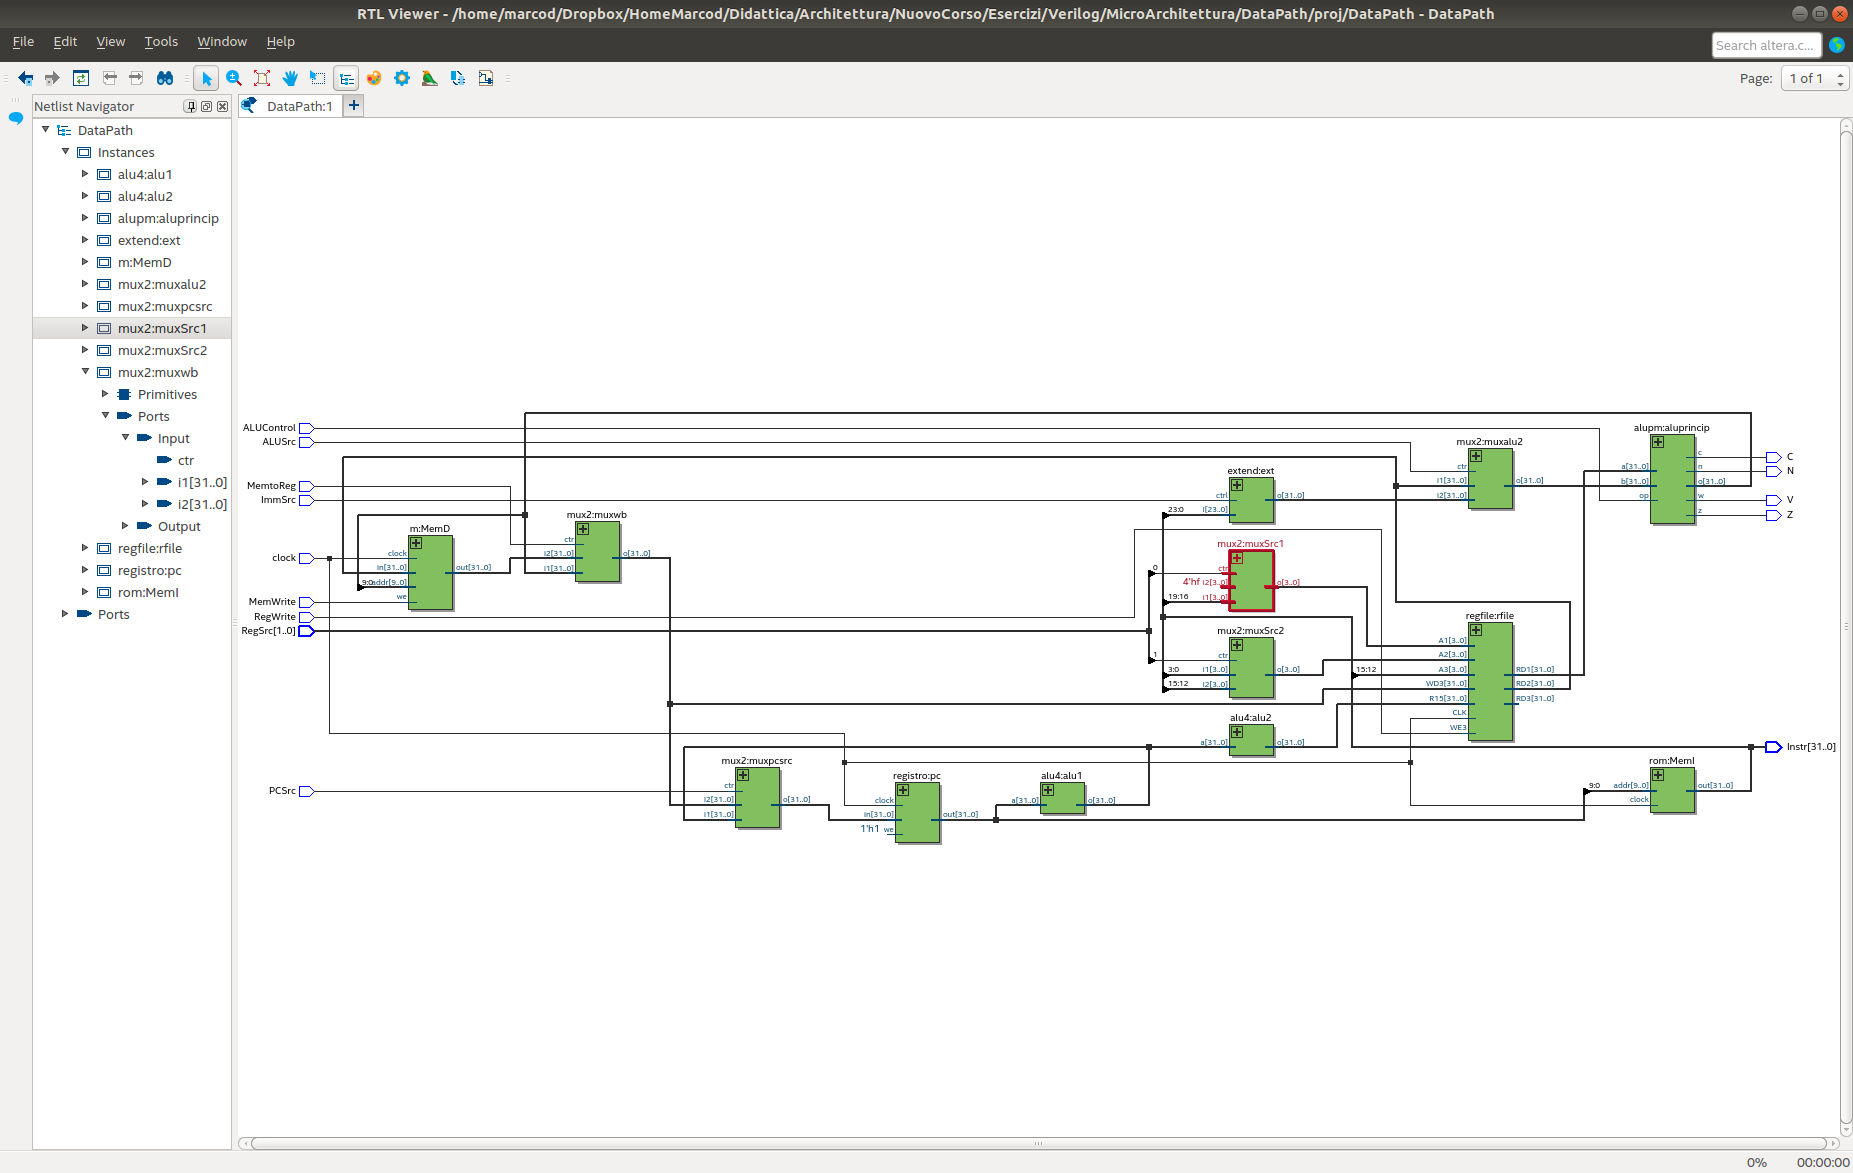 RTL Viewer - /home/marcod/Dropbox/HomeMarcod/Didattica/Architettura/NuovoCorso/Esercizi/Verilog/MicroArchitettura/DataPath/proj/DataPath - DataPath
File Edit View Tools Window Help
Search altera.c...
Page: 1 of 1
Netlist Navigator
DataPath
Instances
alu4:alu1
alu4:alu2
alupm:aluprincip
extend:ext
m:MemD
mux2:muxalu2
mux2:muxpcsrc
mux2:muxSrc1
mux2:muxSrc2
mux2:muxwb
Primitives
Ports
Input
ctr
i1[31..0]
i2[31..0]
Output
regfile:rfile
registro:pc
rom:MemI
Ports
DataPath:1
ALUControl
ALUSrc
MemtoReg
ImmSrc
clock
MemWrite
RegWrite
RegSrc[1..0]
PCSrc
m:MemD
clock
in[31..0]
9:0
addr[9..0]
we
out[31..0]
mux2:muxwb
ctr
i2[31..0]
i1[31..0]
o[31..0]
mux2:muxpcsrc
ctr
i2[31..0]
i1[31..0]
o[31..0]
registro:pc
clock
in[31..0]
1'h1 we
out[31..0]
alu4:alu1
a[31..0]
o[31..0]
extend:ext
ctrl
23:0
i[23..0]
o[31..0]
mux2:muxSrc1
0
ctr
4'hf i2[3..0]
19:16
i1[3..0]
o[3..0]
mux2:muxSrc2
1
ctr
3:0
i1[3..0]
15:12
i2[3..0]
o[3..0]
alu4:alu2
a[31..0]
o[31..0]
mux2:muxalu2
ctr
i1[31..0]
i2[31..0]
o[31..0]
regfile:rfile
A1[3..0]
A2[3..0]
15:12
A3[3..0]
WD3[31..0]
R15[31..0]
CLK
WE3
RD1[31..0]
RD2[31..0]
RD3[31..0]
alupm:aluprincip
a[31..0]
b[31..0]
op
c
n
o[31..0]
w
z
rom:MemI
9:0
addr[9..0]
clock
out[31..0]
C
N
V
Z
Instr[31..0]
0% 00:00:00